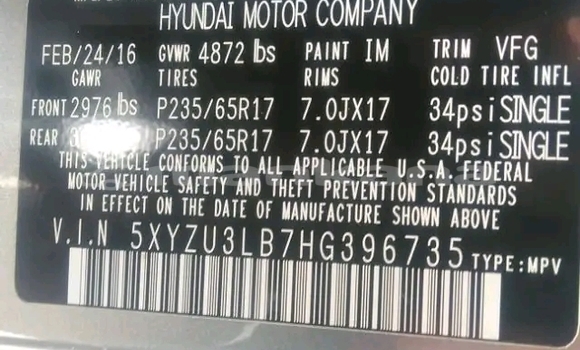 HYUNDAI MOTOR COMPANY
FEB/24/16 GVWR 4872 lbs PAINT IM TRIM VFG
GAWR TIRES RIMS COLD TIRE INFL
FRONT 2976 lbs P235/65R17 7.0JX17 34psi SINGLE
REAR P235/65R17 7.0JX17 34psi SINGLE
THIS VEHICLE CONFORMS TO ALL APPLICABLE U.S.A. FEDERAL
MOTOR VEHICLE SAFETY AND THEFT PREVENTION STANDARDS
IN EFFECT ON THE DATE OF MANUFACTURE SHOWN ABOVE
V.I.N 5XYZU3LB7HG396735 TYPE:MPV